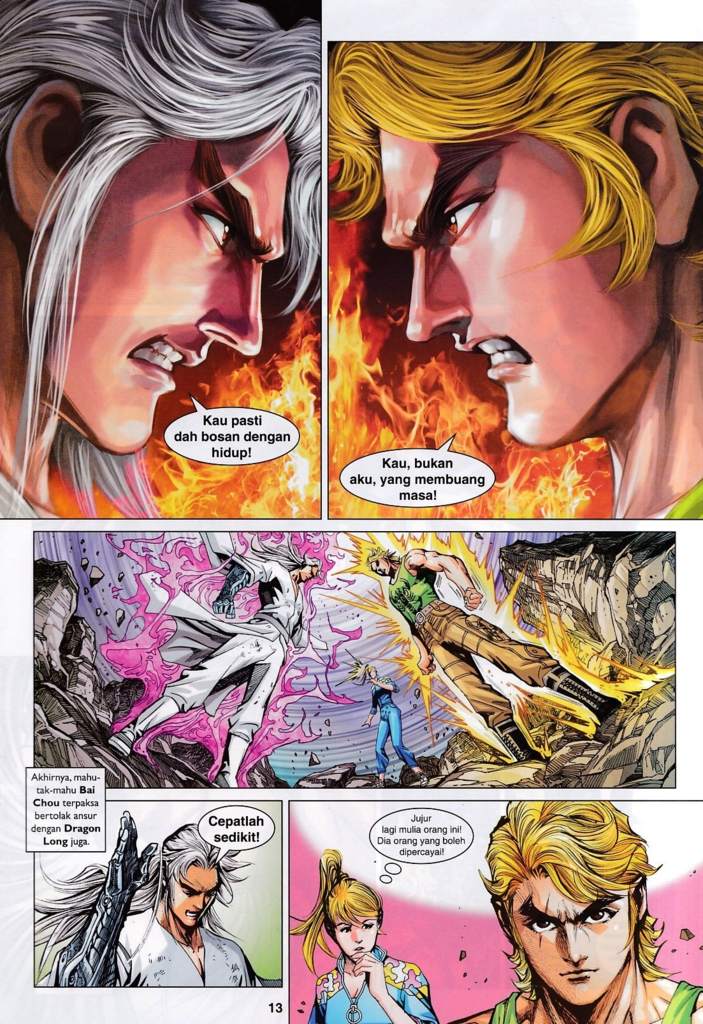 Kau pasti
dah bosan dengan
hidup!
Kau, bukan
aku, yang membuang
masa!
Akhirnya, mahu-
tak-mahu Bai
Chou terpaksa
bertolak ansur
dengan Dragon
Long juga.
Cepatlah
sedikit!
Jujur
lagi mulia orang ini!
Dia orang yang boleh
dipercayai!
13